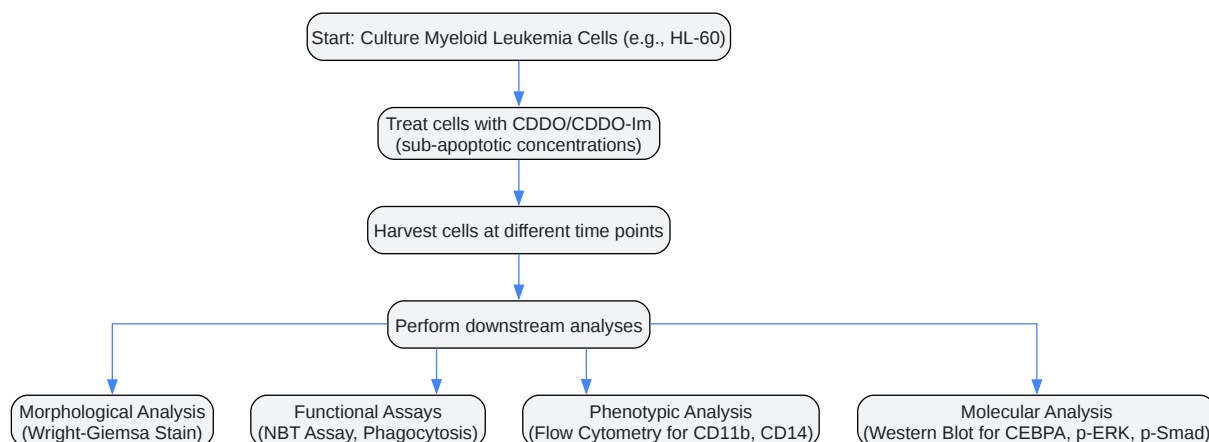 Start: Culture Myeloid Leukemia Cells (e.g., HL-60)
Treat cells with CDDO/CDDO-Im
(sub-apoptotic concentrations)
Harvest cells at different time points
Perform downstream analyses
Morphological Analysis
(Wright-Giemsa Stain)
Functional Assays
(NBT Assay, Phagocytosis)
Phenotypic Analysis
(Flow Cytometry for CD11b, CD14)
Molecular Analysis
(Western Blot for CEBPA, p-ERK, p-Smad)